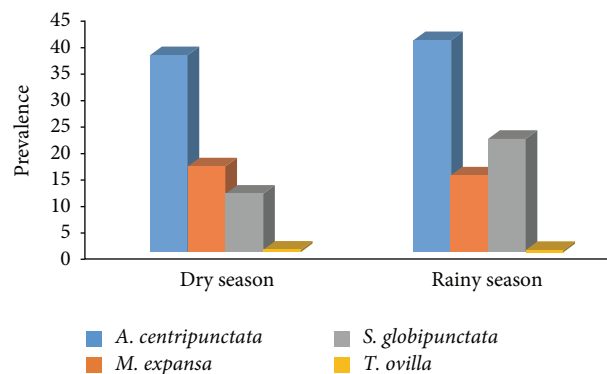 45
40
35
30
25
20
15
10
5
0
Prevalence
Dry season
Rainy season
A. centripunctata
S. globipunctata
M. expansa
T. ovilla